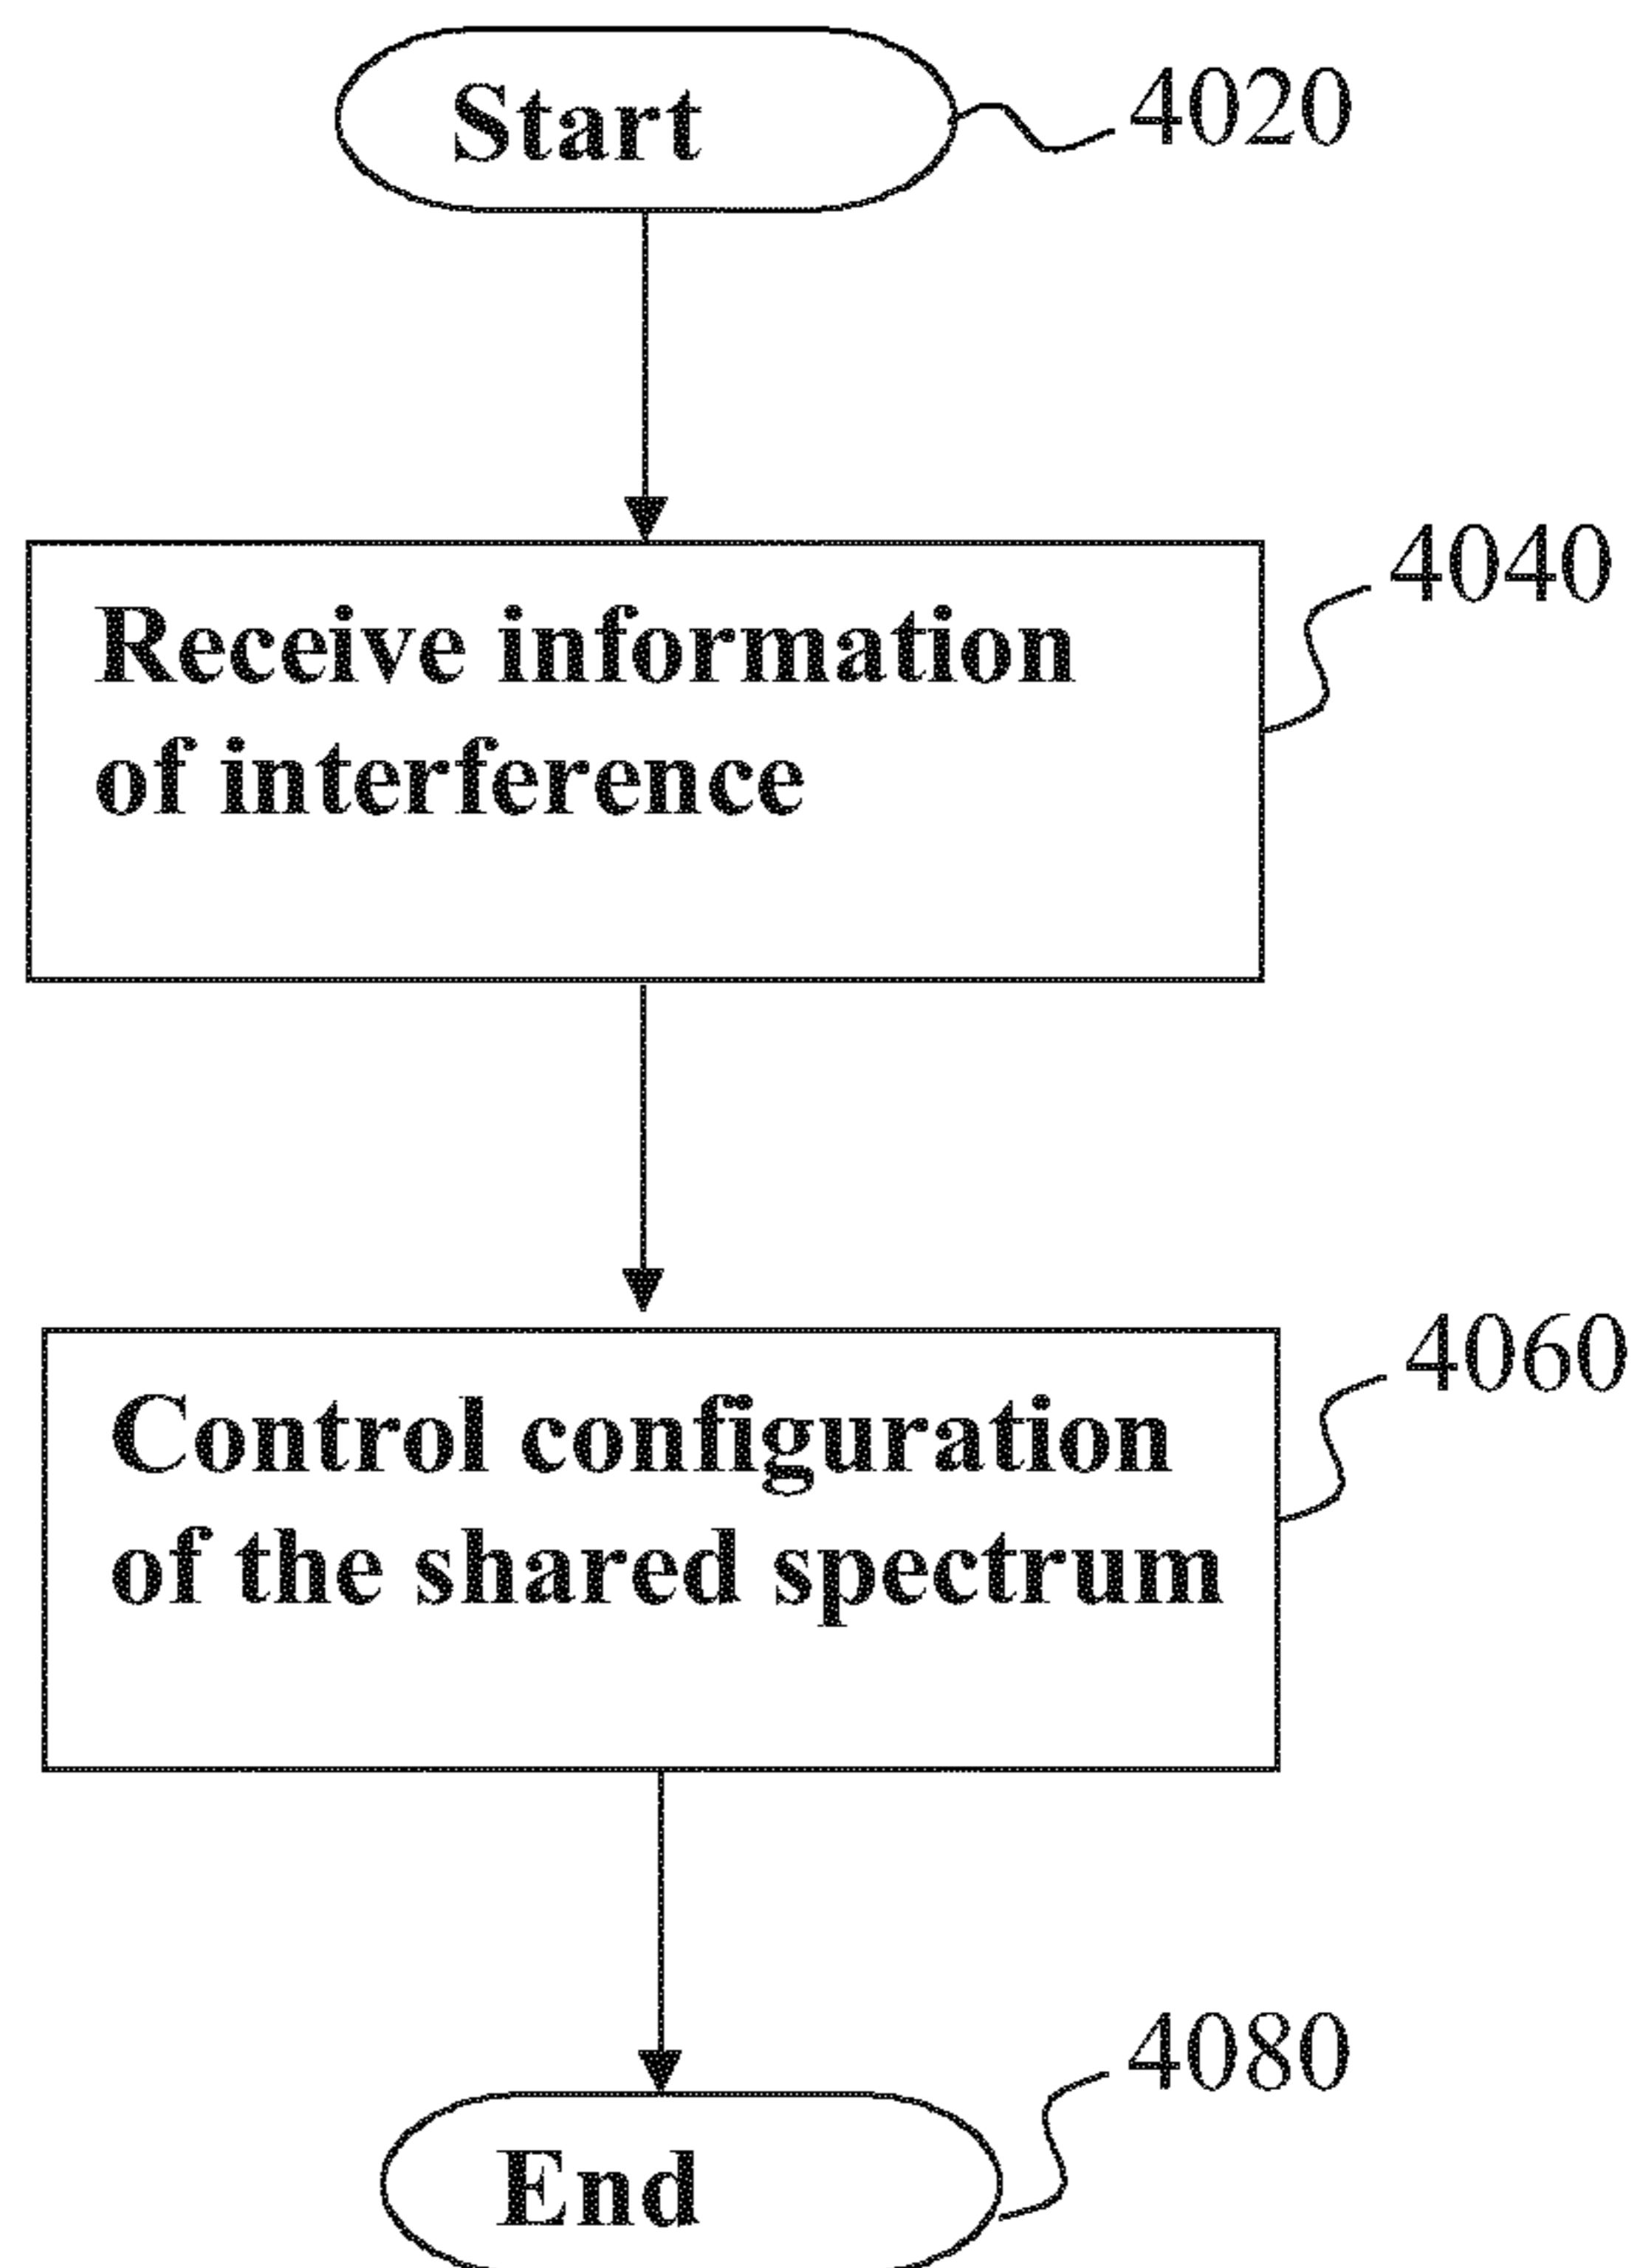 Start
4020
Receive information
of interference
4040
Control configuration
of the shared spectrum
4060
End
4080